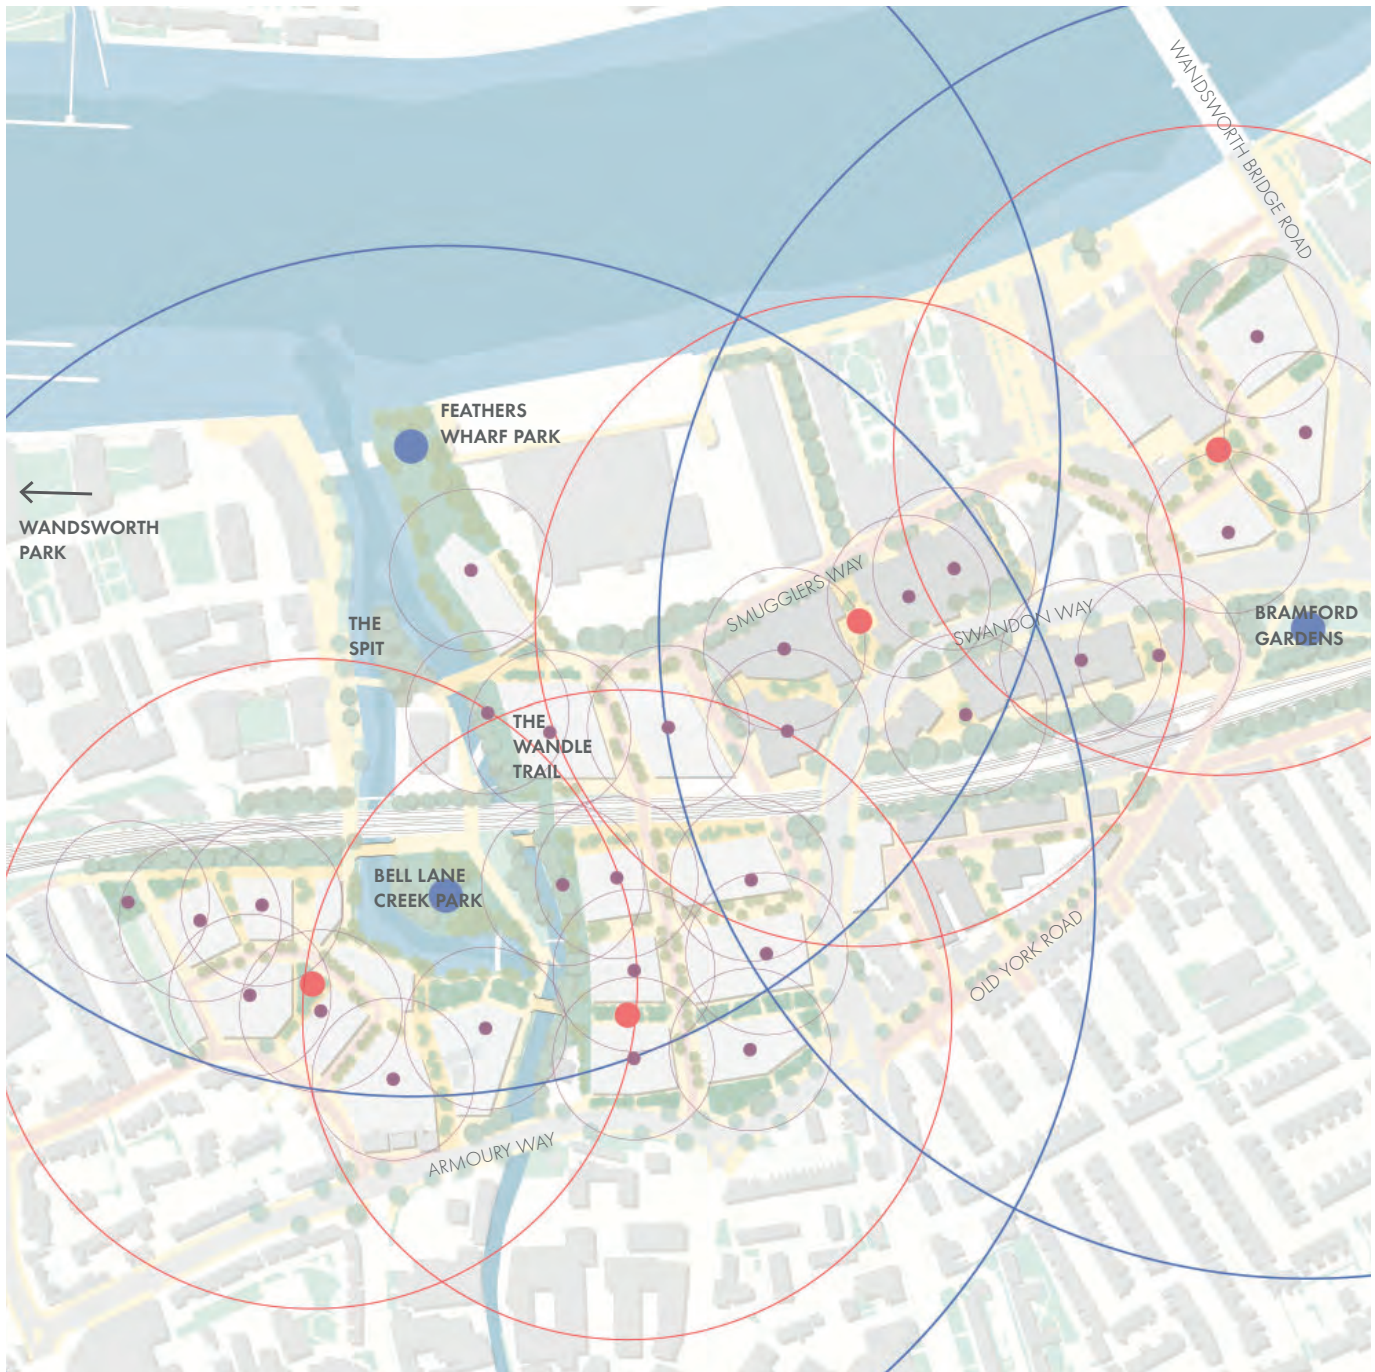 WANDSWORTH BRIDGE ROAD
FEATHERS
WHARF PARK
WANDSWORTH
PARK
SMUGGLERS WAY
SWANDON WAY
BRAMFORD
GARDENS
THE
SPIT
THE
WANDLE
TRAIL
BELL LANE
CREEK PARK
OLD YORK ROAD
ARMOURY WAY